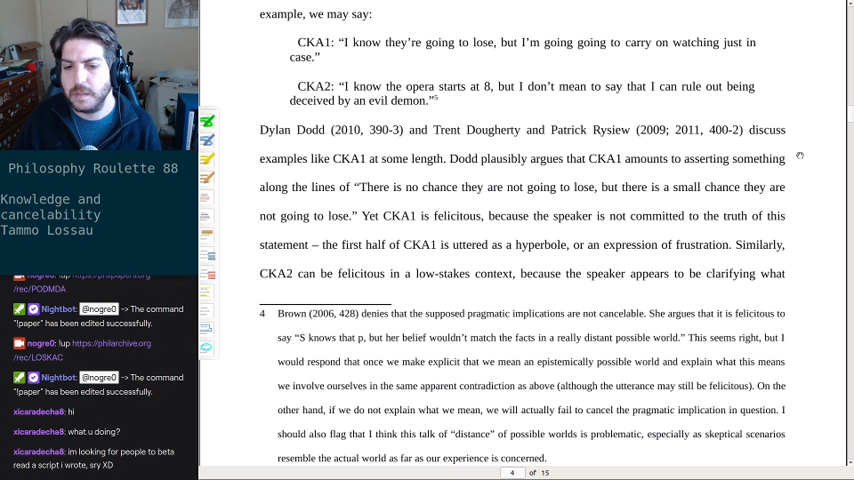 example, we may say:
CKA1: “I know they’re going to lose, but I’m going going to carry on watching just in
case.”
CKA2: “I know the opera starts at 8, but I don’t mean to say that I can rule out being
deceived by an evil demon.”5
Dylan Dodd (2010, 390-3) and Trent Dougherty and Patrick Rysiew (2009; 2011, 400-2) discuss
examples like CKA1 at some length. Dodd plausibly argues that CKA1 amounts to asserting something
along the lines of “There is no chance they are not going to lose, but there is a small chance they are
not going to lose.” Yet CKA1 is felicitous, because the speaker is not committed to the truth of this
statement – the first half of CKA1 is uttered as a hyperbole, or an expression of frustration. Similarly,
CKA2 can be felicitous in a low-stakes context, because the speaker appears to be clarifying what
4 Brown (2006, 428) denies that the supposed pragmatic implications are not cancelable. She argues that it is felicitous to
say “S knows that p, but her belief wouldn’t match the facts in a really distant possible world.” This seems right, but I
would respond that once we make explicit that we mean an epistemically possible world and explain what this means
we involve ourselves in the same apparent contradiction as above (although the utterance may still be felicitous). On the
other hand, if we do not explain what we mean, we will actually fail to cancel the pragmatic implication in question. I
should also flag that I think this talk of “distance” of possible worlds is problematic, especially as skeptical scenarios
resemble the actual world as far as our experience is concerned.
4 of 15
Philosophy Roulette 88
Knowledge and
cancelability
Tammo Lossau
nogre0: !up https://philpapers.org
/rec/PODMDA
Nightbot: @nogre0 -> The command
"!paper" has been edited successfully.
nogre0: !up https://philarchive.org
/rec/LOSKAC
Nightbot: @nogre0 -> The command
"!paper" has been edited successfully.
xicaradecha8: hi
xicaradecha8: what u doing?
xicaradecha8: im looking for people to beta
read a script i wrote, sry XD